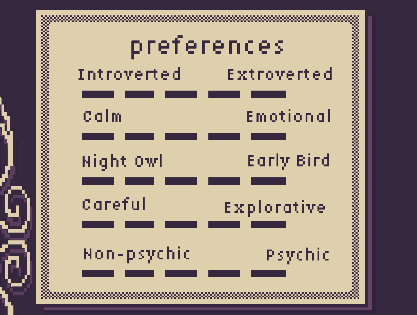 preferences
Introverted Extroverted
Calm Emotional
Night Owl Early Bird
Careful Explorative
Non-psychic Psychic